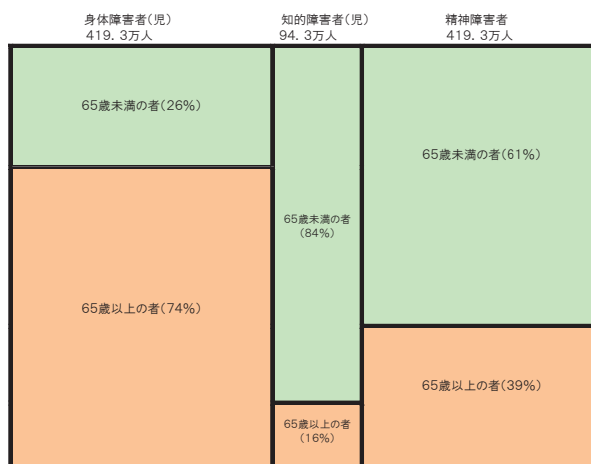 身体障害者(児)
419.3万人
知的障害者(児)
94.3万人
精神障害者
419.3万人
65歳未満の者(26%)
65歳以上の者(74%)
65歳未満の者
(84%)
65歳以上の者
(16%)
65歳未満の者(61%)
65歳以上の者(39%)